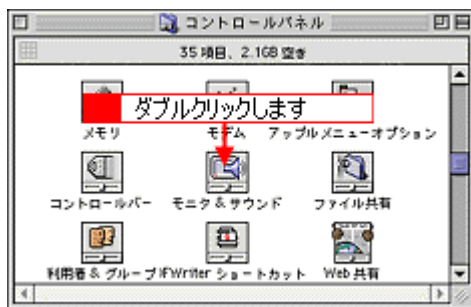 コントロールパネル
35 項目、2.1GB 空き
ダブルクリックします
メモリ モデム アップルメニューオプション
コントロールバー モニタ & サウンド ファイル共有
利用者 & グループ iFWriter ショートカット Web 共有